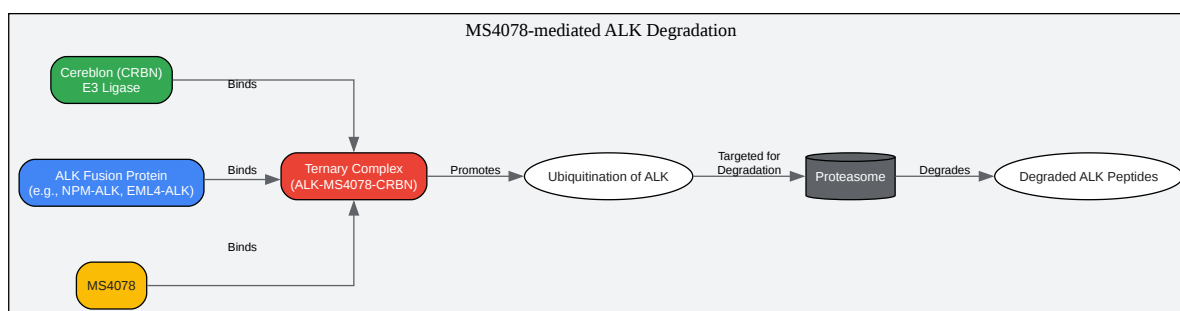 MS4078-mediated ALK Degradation
Cereblon (CRBN)
E3 Ligase
Binds
ALK Fusion Protein
(e.g., NPM-ALK, EML4-ALK)
Binds
Ternary Complex
(ALK-MS4078-CRBN)
Promotes
Ubiquitination of ALK
Targeted for
Degradation
Proteasome
Degrades
Degraded ALK Peptides
Binds
MS4078